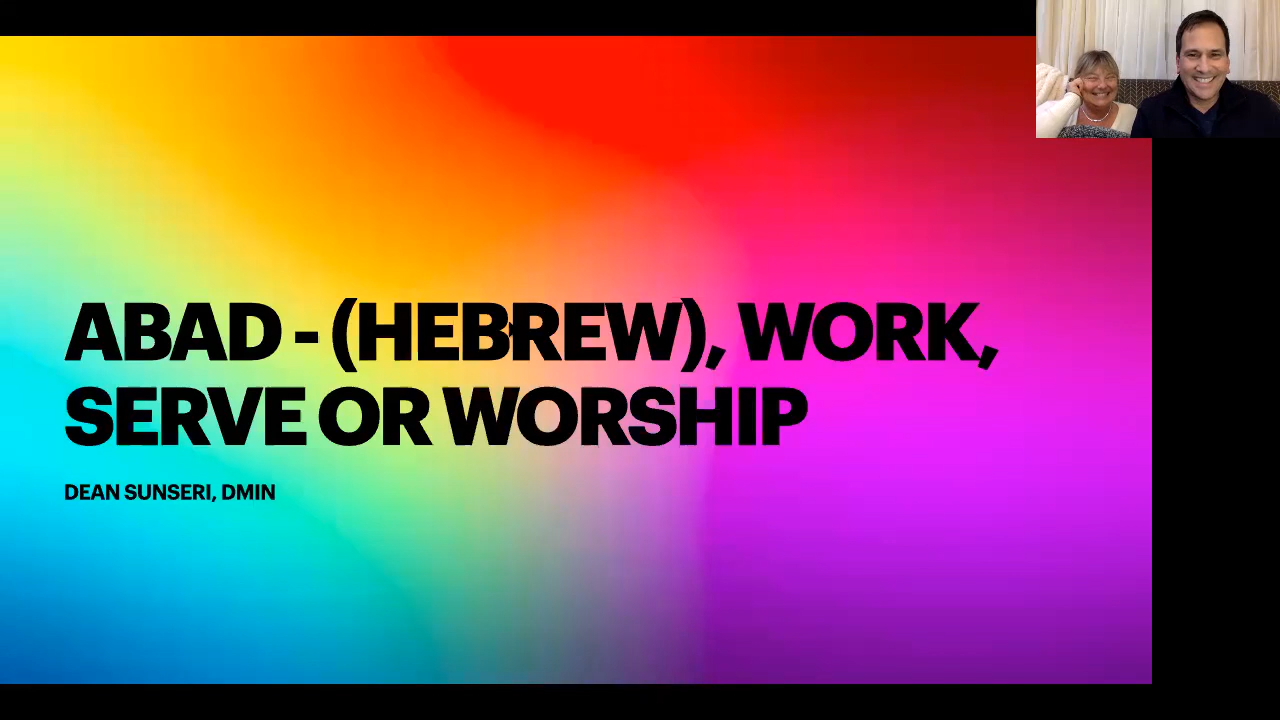 ABAD - (HEBREW), WORK,
SERVE OR WORSHIP
DEAN SUNSERI, DMIN